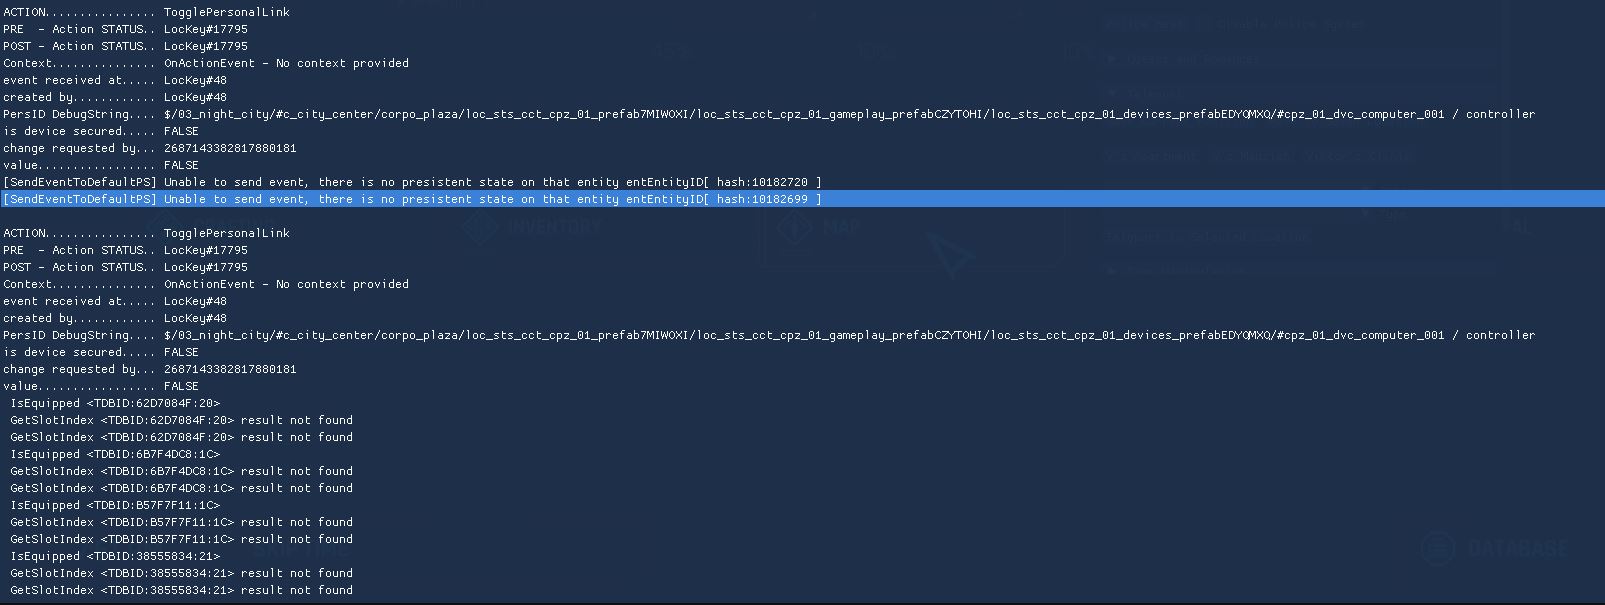 ACTION................ TogglePersonalLink
PRE  - Action STATUS.. LocKey#17795
POST - Action STATUS.. LocKey#17795
Context............... OnActionEvent - No context provided
event received at..... LocKey#48
created by............ LocKey#48
PersID DebugString.... $/03_night_city/#c_city_center/corpo_plaza/loc_sts_cct_cpz_01_prefab7MIWOXI/loc_sts_cct_cpz_01_gameplay_prefabCZYTOHI/loc_sts_cct_cpz_01_devices_prefabEDYQMXQ/#cpz_01_dvc_computer_001 / controller
is device secured..... FALSE
change requested by... 2687143382817880181
value................. FALSE
[SendEventToDefaultPS] Unable to send event, there is no presistent state on that entity entEntityID[ hash:10182720 ]
[SendEventToDefaultPS] Unable to send event, there is no presistent state on that entity entEntityID[ hash:10182699 ]
INVENTORY
MAP
ACTION................ TogglePersonalLink
PRE  - Action STATUS.. LocKey#17795
POST - Action STATUS.. LocKey#17795
Context............... OnActionEvent - No context provided
event received at..... LocKey#48
created by............ LocKey#48
PersID DebugString.... $/03_night_city/#c_city_center/corpo_plaza/loc_sts_cct_cpz_01_prefab7MIWOXI/loc_sts_cct_cpz_01_gameplay_prefabCZYTOHI/loc_sts_cct_cpz_01_devices_prefabEDYQMXQ/#cpz_01_dvc_computer_001 / controller
is device secured..... FALSE
change requested by... 2687143382817880181
value................. FALSE
IsEquipped <TDBID:62D7084F:20>
GetSlotIndex <TDBID:62D7084F:20> result not found
GetSlotIndex <TDBID:62D7084F:20> result not found
IsEquipped <TDBID:6B7F4DC8:1C>
GetSlotIndex <TDBID:6B7F4DC8:1C> result not found
GetSlotIndex <TDBID:6B7F4DC8:1C> result not found
IsEquipped <TDBID:B57F7F11:1C>
GetSlotIndex <TDBID:B57F7F11:1C> result not found
GetSlotIndex <TDBID:B57F7F11:1C> result not found
IsEquipped <TDBID:38555834:21>
SKIP TIME
DATABASE
GetSlotIndex <TDBID:38555834:21> result not found
GetSlotIndex <TDBID:38555834:21> result not found